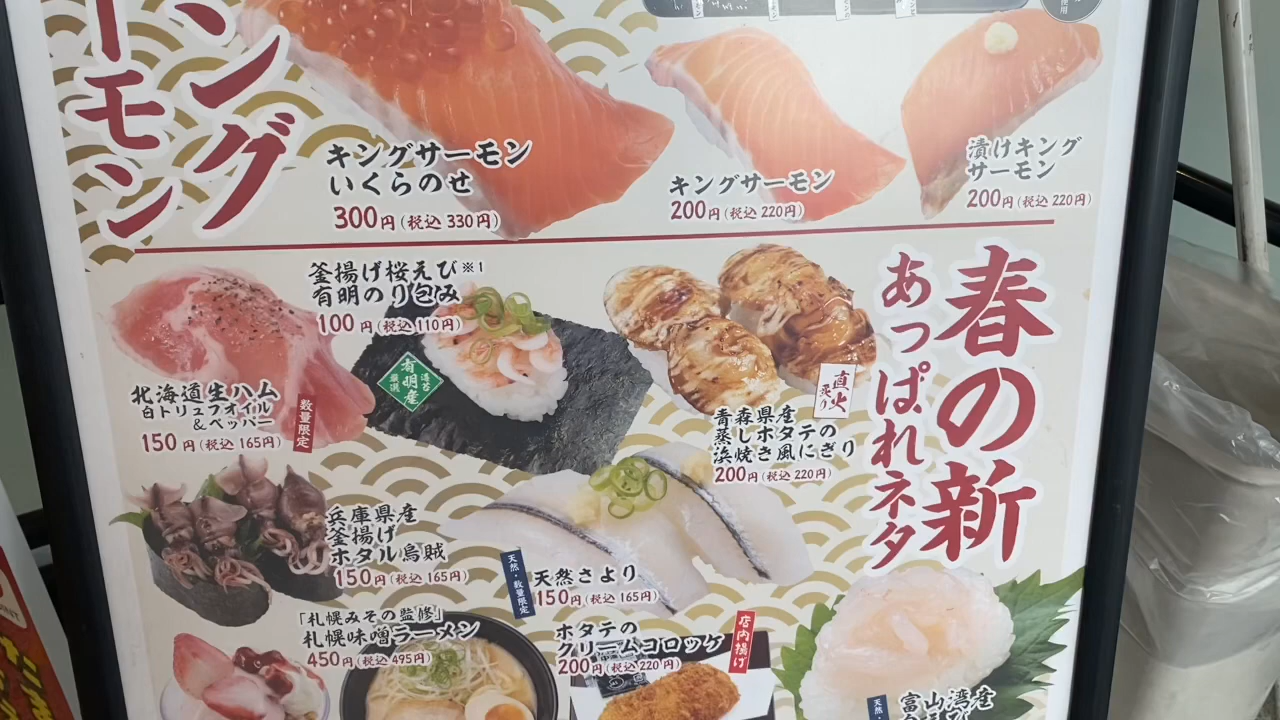 ング
ーモン
キングサーモン
いくらのせ
300円(税込330円)
キングサーモン
200円(税込220円)
漬けキング
サーモン
200円(税込220円)
春の新
あっぱれネタ
釜揚げ桜えび※1
有明のり包み
100円(税込110円)
有明産
北海道生ハム
白トリュフオイル
&ペッパー
150円(税込165円)
数量限定
直火
炙り
青森県産
蒸しホタテの
浜焼き風にぎり
200円(税込220円)
兵庫県産
釜揚げ
ホタル烏賊
150円(税込165円)
天然・数量限定
天然さより
150円(税込165円)
「札幌みその監修」
札幌味噌ラーメン
450円(税込495円)
ホタテの
クリームコロッケ
200円(税込220円)
店内揚げ
富山湾産
天然